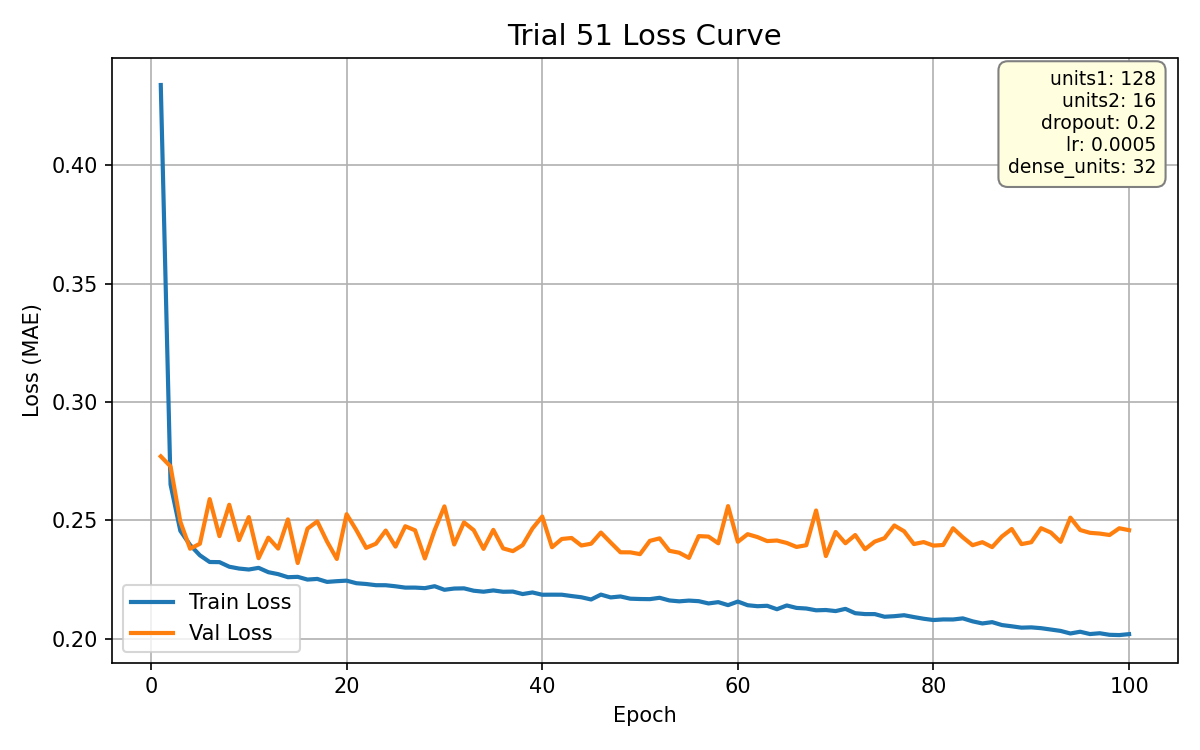 Trial 51 Loss Curve
units1: 128
units2: 16
dropout: 0.2
lr: 0.0005
dense_units: 32
Loss (MAE)
0.40
0.35
0.30
0.25
0.20
Train Loss
Val Loss
0 20 40 60 80 100
Epoch